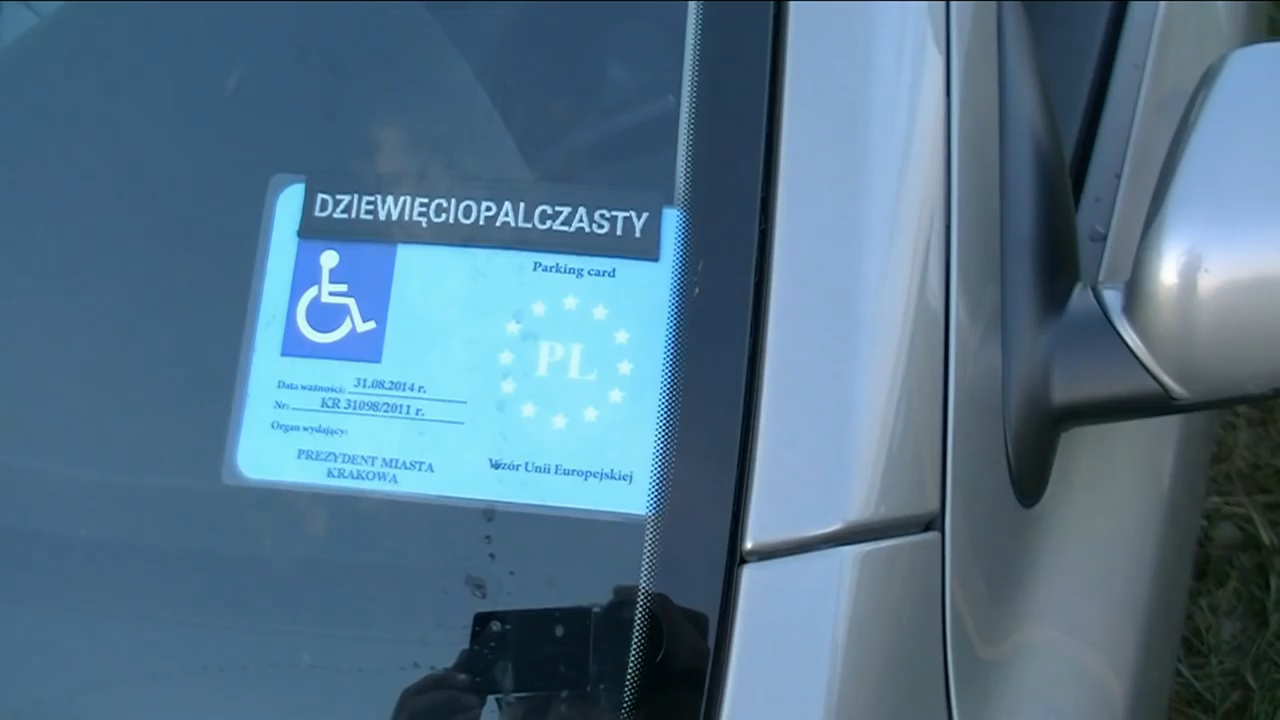 DZIEWIĘCIOPALCZASTY
Parking card
PL
Data ważności: 31.08.2014 r.
Nr: KR 31098/2011 r.
Organ wydający:
PREZYDENT MIASTA
KRAKOWA
Wzór Unii Europejskiej